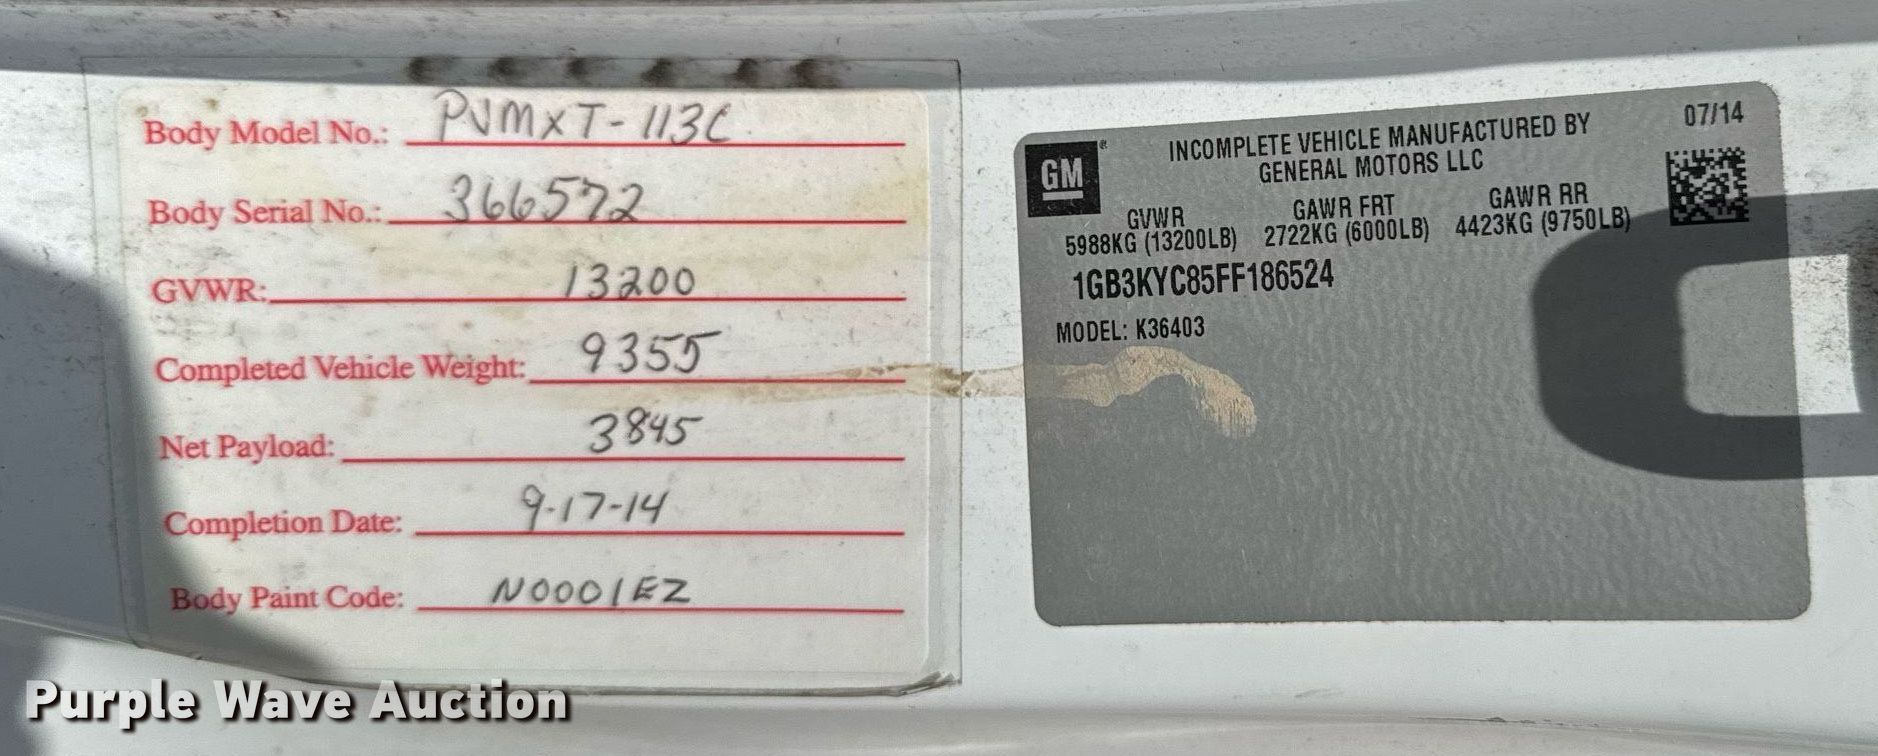 Body Model No.: PVMXT-113C
Body Serial No.: 366572
GVWR: 13200
Completed Vehicle Weight: 9355
Net Payload: 3845
Completion Date: 9-17-14
Body Paint Code: N0001EZ
07/14
GM
INCOMPLETE VEHICLE MANUFACTURED BY
GENERAL MOTORS LLC
GVWR GAWR FRT GAWR RR
5988KG (13200LB) 2722KG (6000LB) 4423KG (9750LB)
1GB3KYC85FF186524
MODEL: K36403
Purple Wave Auction